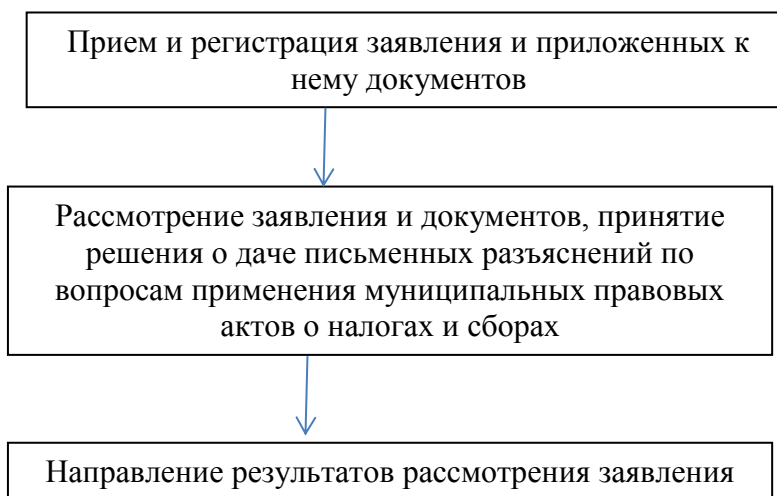 Прием и регистрация заявления и приложенных к
нему документов
Рассмотрение заявления и документов, принятие
решения о даче письменных разъяснений по
вопросам применения муниципальных правовых
актов о налогах и сборах
Направление результатов рассмотрения заявления